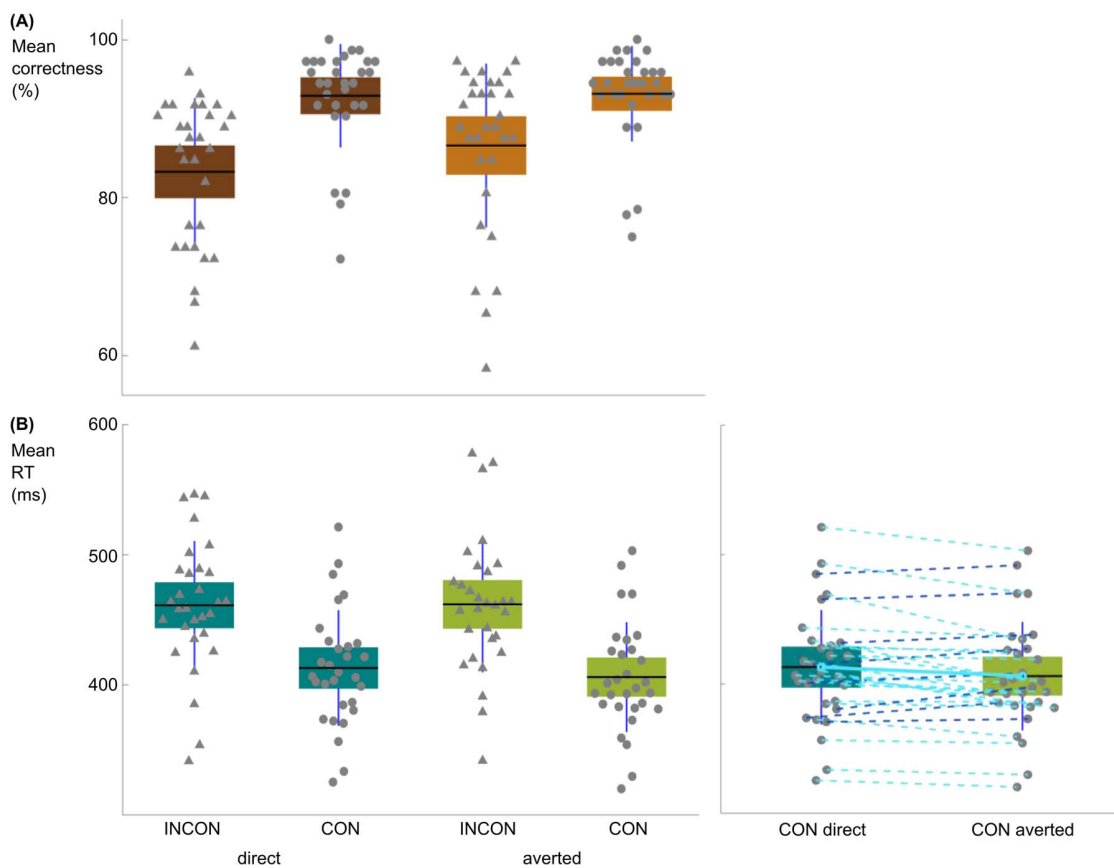 (A)
Mean
correctness
(%)
100
80
60
(B)
Mean
RT
(ms)
600
500
400
INCON CON INCON CON
direct averted
CON direct CON averted